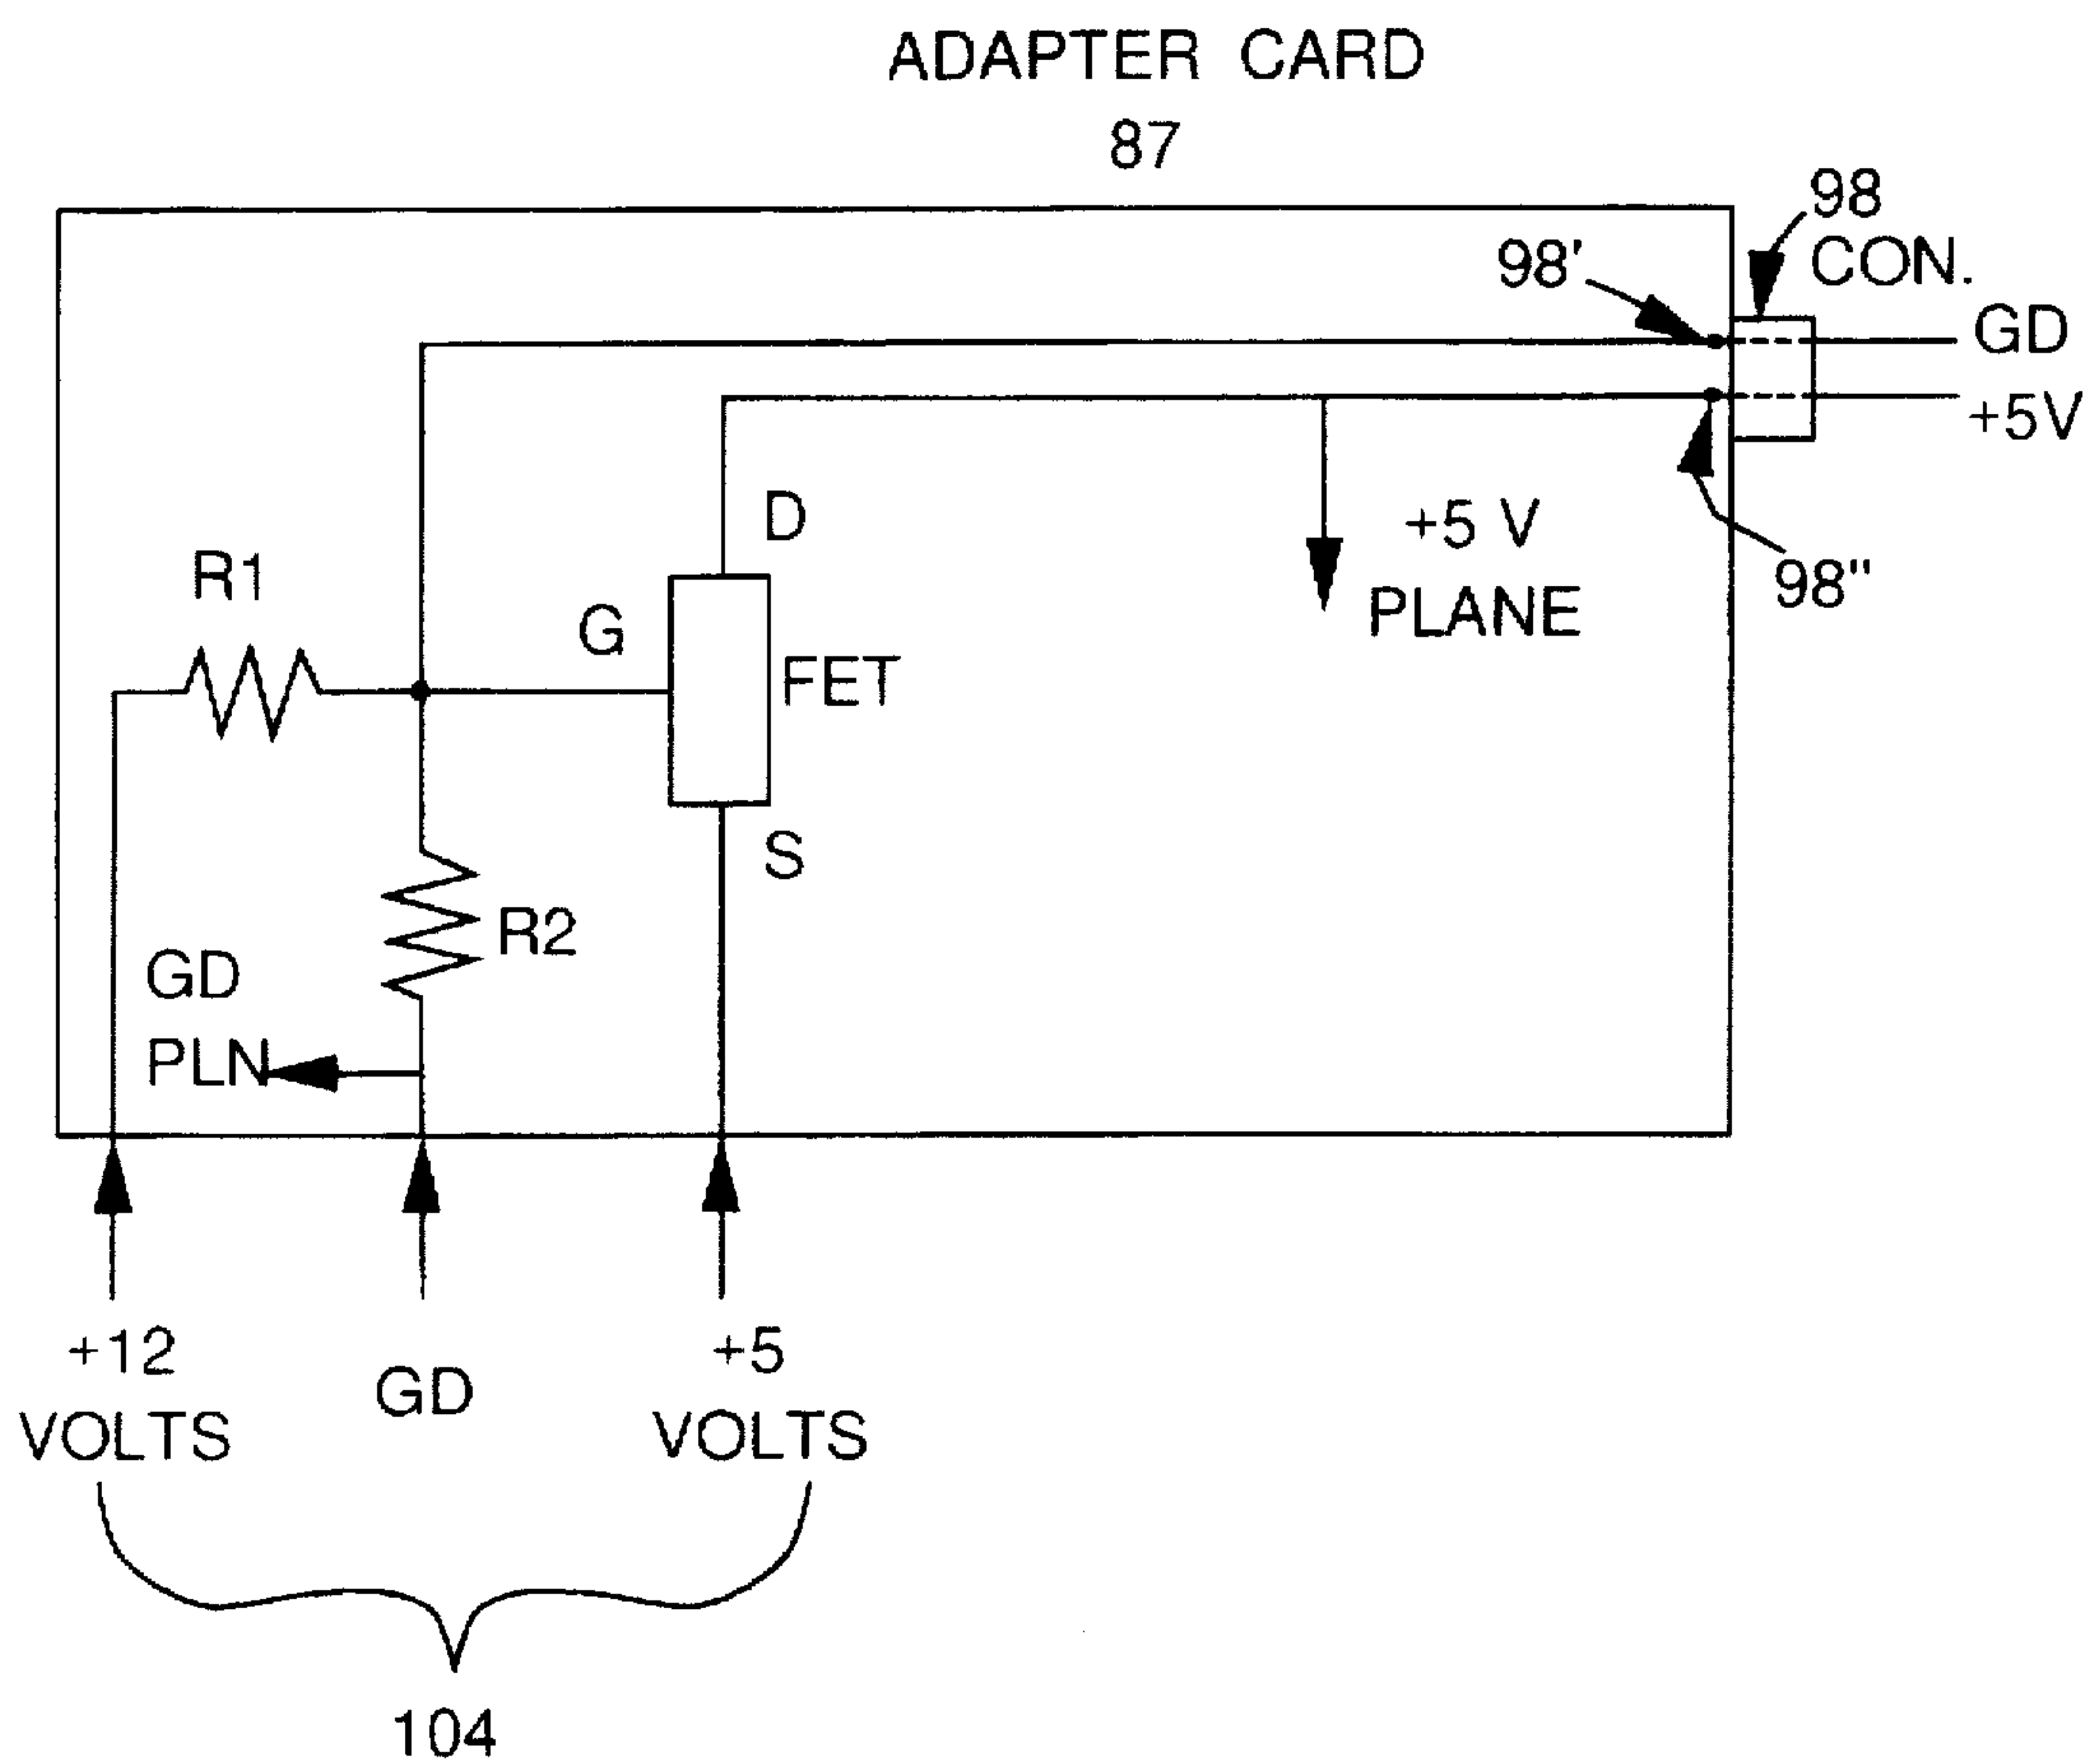 ADAPTER CARD
87
98
CON.
98'
GD
+5V
D
+5 V
PLANE
98"
R1
G
FET
S
R2
GD
PLN
+12
VOLTS
GD
+5
VOLTS
104